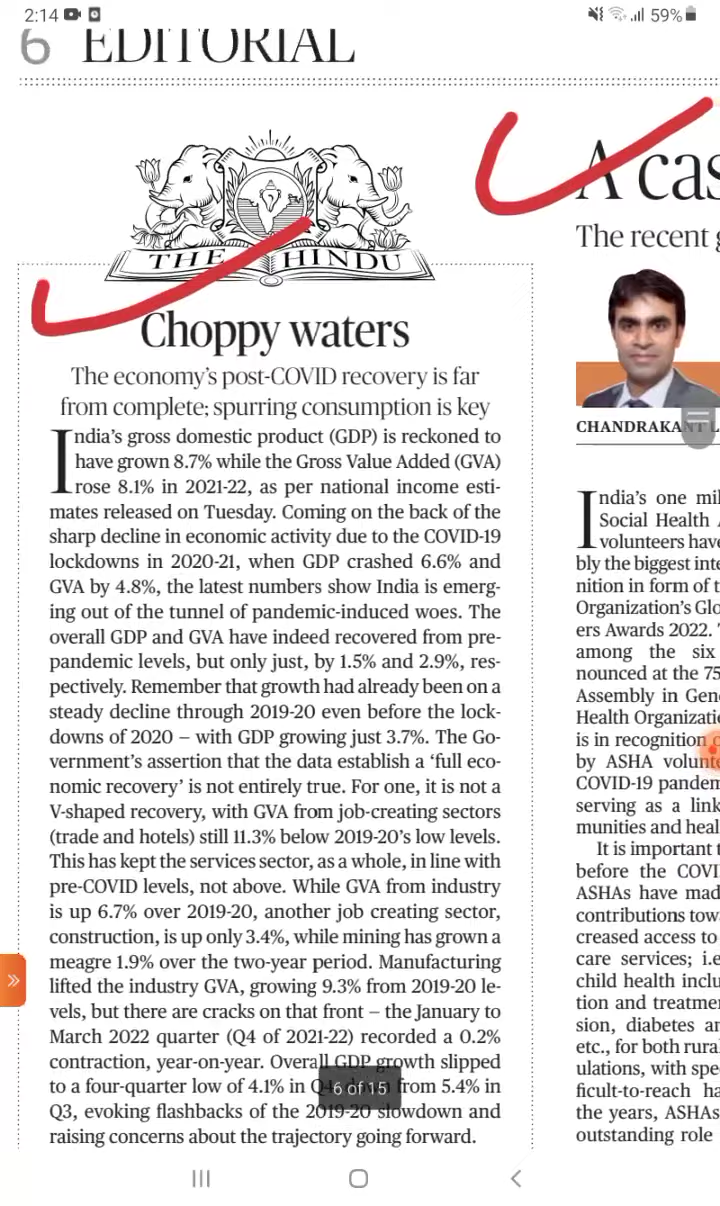 2:14
59%
6 EDITORIAL
THE HINDU
Choppy waters
The economy's post-COVID recovery is far
from complete; spurring consumption is key
India's gross domestic product (GDP) is reckoned to
have grown 8.7% while the Gross Value Added (GVA)
rose 8.1% in 2021-22, as per national income esti-
mates released on Tuesday. Coming on the back of the
sharp decline in economic activity due to the COVID-19
lockdowns in 2020-21, when GDP crashed 6.6% and
GVA by 4.8%, the latest numbers show India is emerg-
ing out of the tunnel of pandemic-induced woes. The
overall GDP and GVA have indeed recovered from pre-
pandemic levels, but only just, by 1.5% and 2.9%, res-
pectively. Remember that growth had already been on a
steady decline through 2019-20 even before the lock-
downs of 2020 – with GDP growing just 3.7%. The Go-
vernment's assertion that the data establish a 'full eco-
nomic recovery' is not entirely true. For one, it is not a
V-shaped recovery, with GVA from job-creating sectors
(trade and hotels) still 11.3% below 2019-20's low levels.
This has kept the services sector, as a whole, in line with
pre-COVID levels, not above. While GVA from industry
is up 6.7% over 2019-20, another job creating sector,
construction, is up only 3.4%, while mining has grown a
meagre 1.9% over the two-year period. Manufacturing
lifted the industry GVA, growing 9.3% from 2019-20 le-
vels, but there are cracks on that front – the January to
March 2022 quarter (Q4 of 2021-22) recorded a 0.2%
contraction, year-on-year. Overall GDP growth slipped
to a four-quarter low of 4.1% in Q4, down from 5.4% in
Q3, evoking flashbacks of the 2019-20 slowdown and
raising concerns about the trajectory going forward.
6 of 15
A cas
The recent g
CHANDRAKANT L
India's one mil
Social Health A
volunteers have
bly the biggest inte
nition in form of t
Organization's Glo
ers Awards 2022. T
among the six
nounced at the 75
Assembly in Gene
Health Organizatio
is in recognition o
by ASHA volunte
COVID-19 pandem
serving as a link
munities and heal
It is important t
before the COVI
ASHAs have mad
contributions tow
creased access to
care services; i.e
child health inclu
tion and treatmen
sion, diabetes an
etc., for both rura
ulations, with spe
ficult-to-reach ha
the years, ASHAs
outstanding role